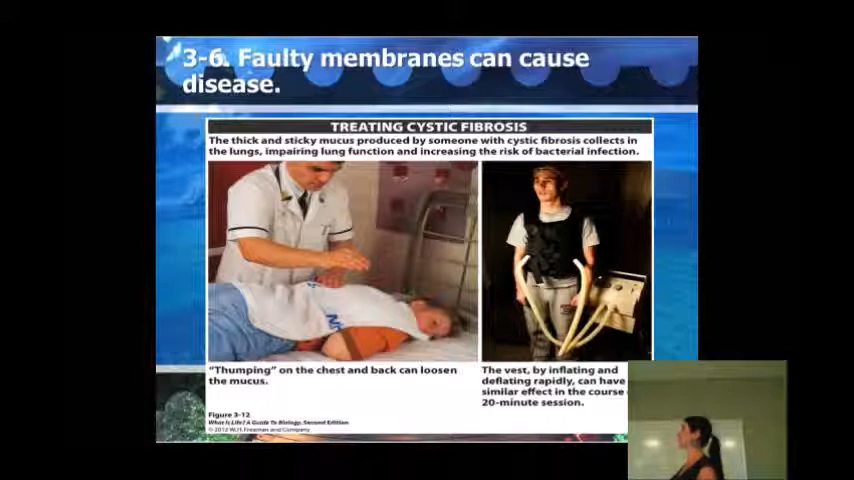 3-6. Faulty membranes can cause
disease.
TREATING CYSTIC FIBROSIS
The thick and sticky mucus produced by someone with cystic fibrosis collects in
the lungs, impairing lung function and increasing the risk of bacterial infection.
"Thumping" on the chest and back can loosen
the mucus.
The vest, by inflating and
deflating rapidly, can have
similar effect in the course
20-minute session.
Figure 3-12
What Is Life? A Guide To Biology, Second Edition
© 2012 W.H. Freeman and Company